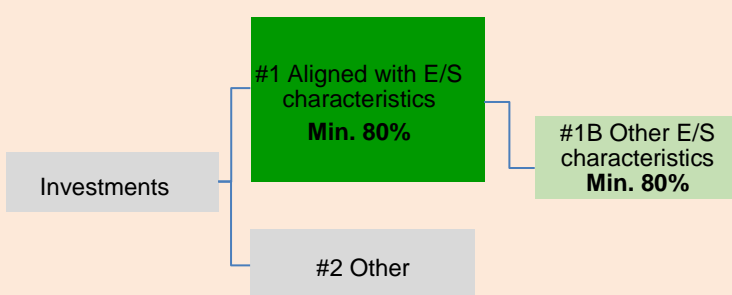 #1 Aligned with E/S
characteristics
Min. 80%
#1B Other E/S
characteristics
Min. 80%
Investments
#2 Other